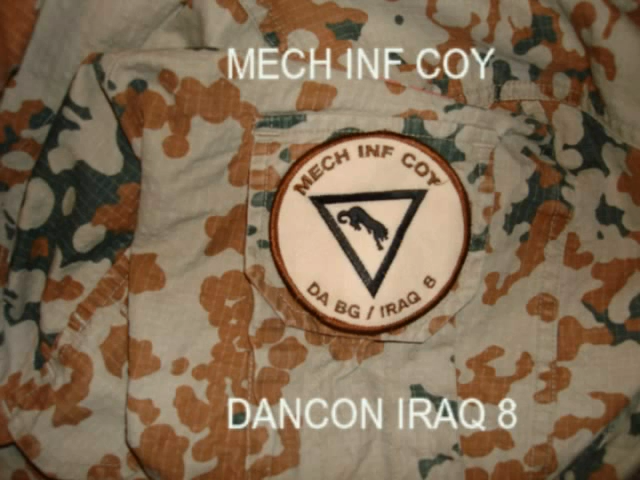 MECH INF COY
MECH INF COY
DA BG / IRAQ 8
DANCON IRAQ 8